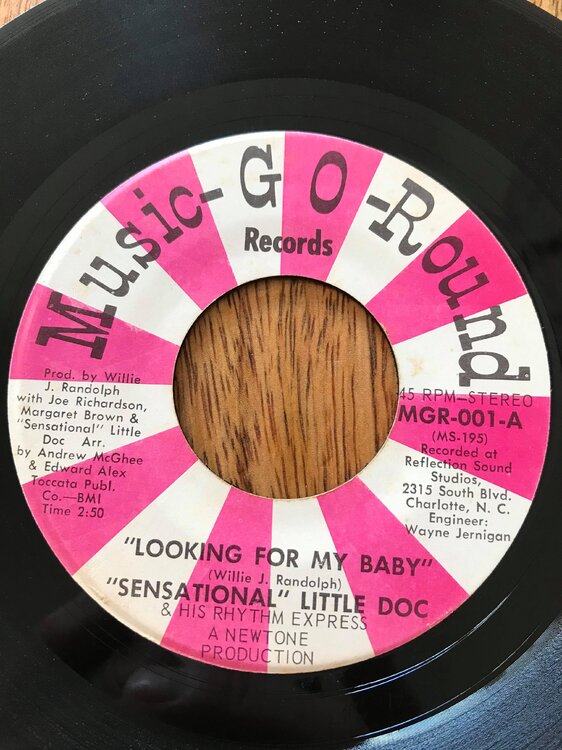 Music-GO-Round
Records
Prod. by Willie
J. Randolph
with Joe Richardson,
Margaret Brown &
"Sensational" Little
Doc Arr.
by Andrew McGhee
& Edward Alex
Toccata Publ.
Co.—BMI
Time 2:50
45 RPM—STEREO
MGR-001-A
(MS-195)
Recorded at
Reflection Sound
Studios,
2315 South Blvd.
Charlotte, N. C.
Engineer:
Wayne Jernigan
"LOOKING FOR MY BABY"
(Willie J. Randolph)
"SENSATIONAL" LITTLE DOC
& HIS RHYTHM EXPRESS
A NEWTONE
PRODUCTION